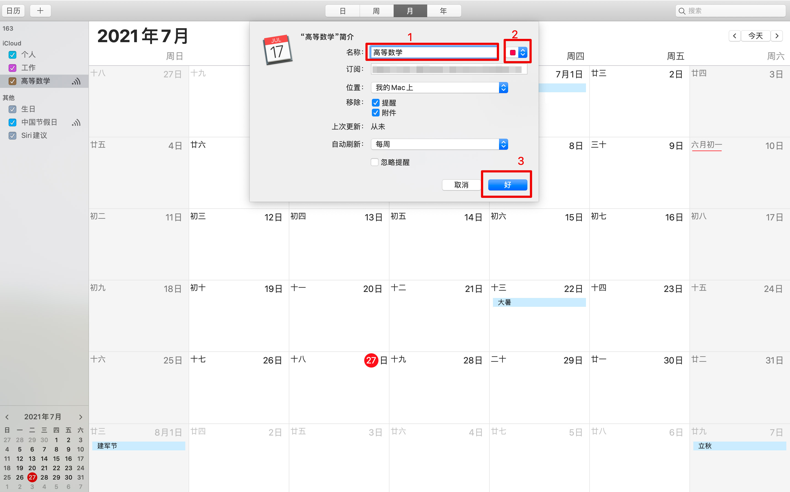 日历 + 日 周 月 年 搜索
163
iCloud
个人
工作
高等数学
其他
生日
中国节假日
Siri 建议
2021年7月
今天
周日 周四 周五 周六
“高等数学”简介
JUL
17
1
2
名称: 高等数学
订阅:
位置: 我的 Mac 上
移除: 提醒
附件
上次更新: 从未
自动刷新: 每周
忽略提醒
3
取消 好
十八 27日 十九 7月1日 廿三 2日 廿四 3日
廿五 4日 廿六 8日 三十 9日 六月初一 10日
初二 11日 初三 12日 初四 13日 初五 14日 初六 15日 初七 16日 初八 17日
初九 18日 初十 19日 十一 20日 十二 21日 十三 22日 十四 23日 十五 24日
大暑
十六 25日 十七 26日 十八 27日 十九 28日 二十 29日 廿一 30日 廿二 31日
廿三 8月1日 廿四 2日 廿五 3日 廿六 4日 廿七 5日 廿八 6日 廿九 7日
建军节 立秋
2021年7月
日 一 二 三 四 五 六
27 28 29 30 1 2 3
4 5 6 7 8 9 10
11 12 13 14 15 16 17
18 19 20 21 22 23 24
25 26 27 28 29 30 31
1 2 3 4 5 6 7